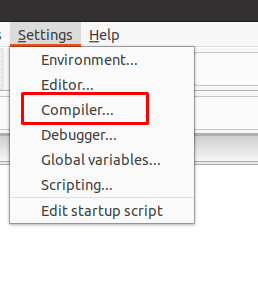 Settings Help
Environment...
Editor...
Compiler...
Debugger...
Global variables...
Scripting...
Edit startup script